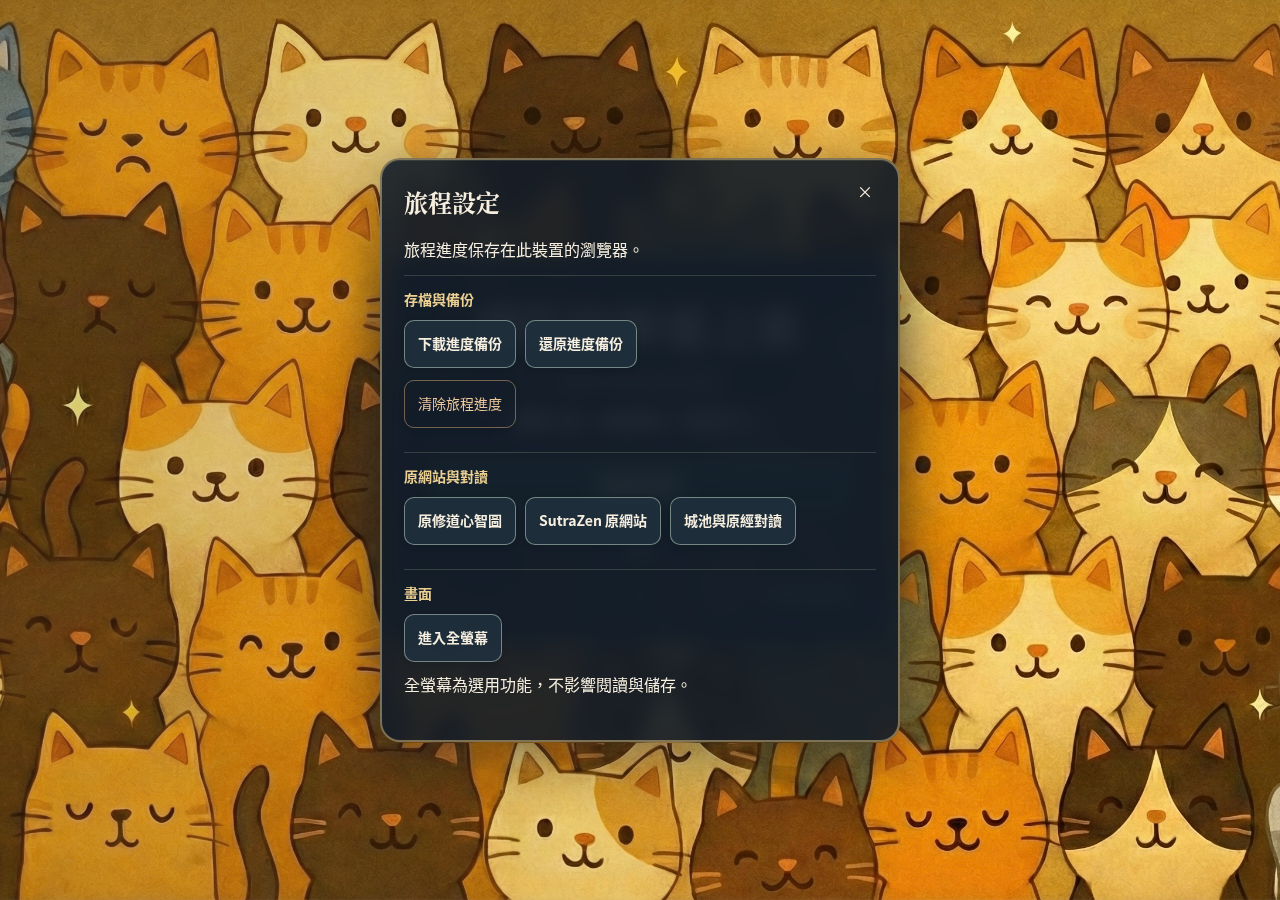 旅程設定
×
旅程進度保存在此裝置的瀏覽器。
存檔與備份
下載進度備份 還原進度備份
清除旅程進度
原網站與對讀
原修道心智圖 SutraZen 原網站 城池與原經對讀
畫面
進入全螢幕
全螢幕為選用功能，不影響閱讀與儲存。